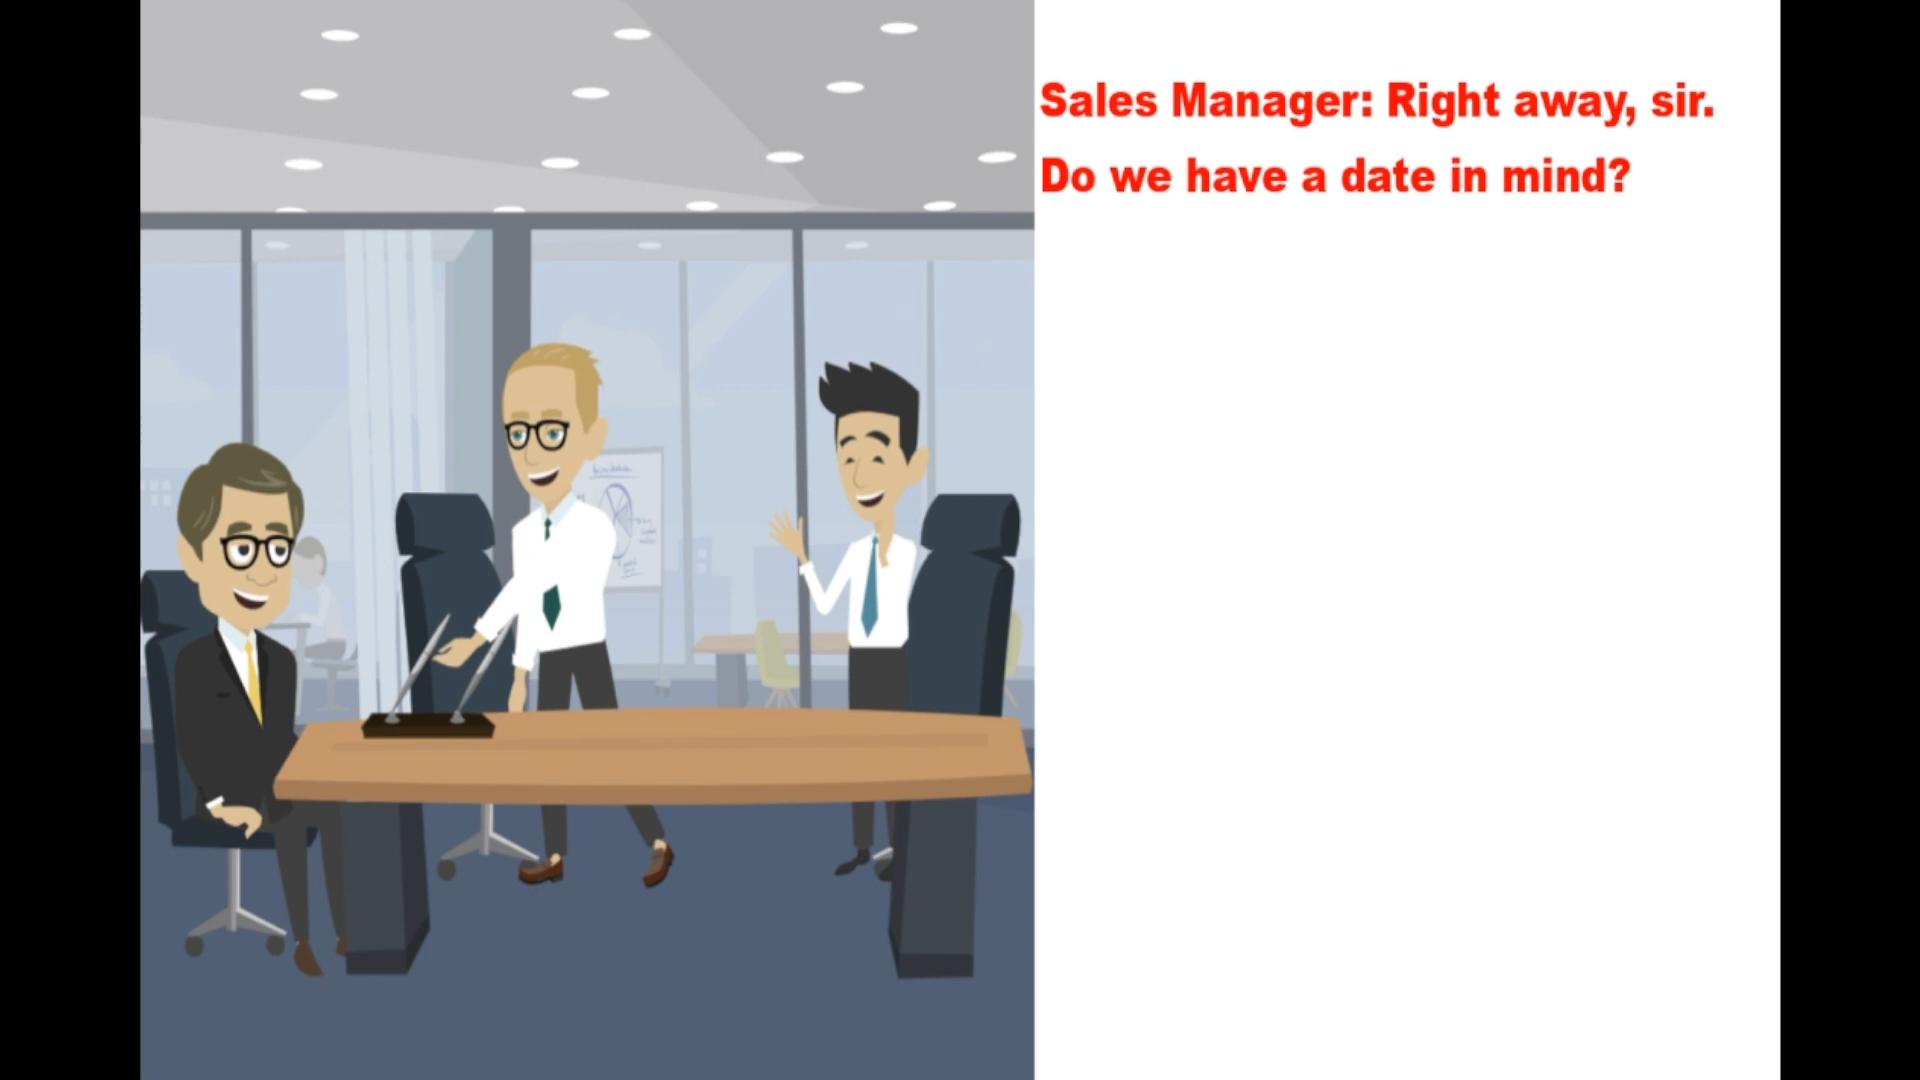 Sales Manager: Right away, sir.
Do we have a date in mind?